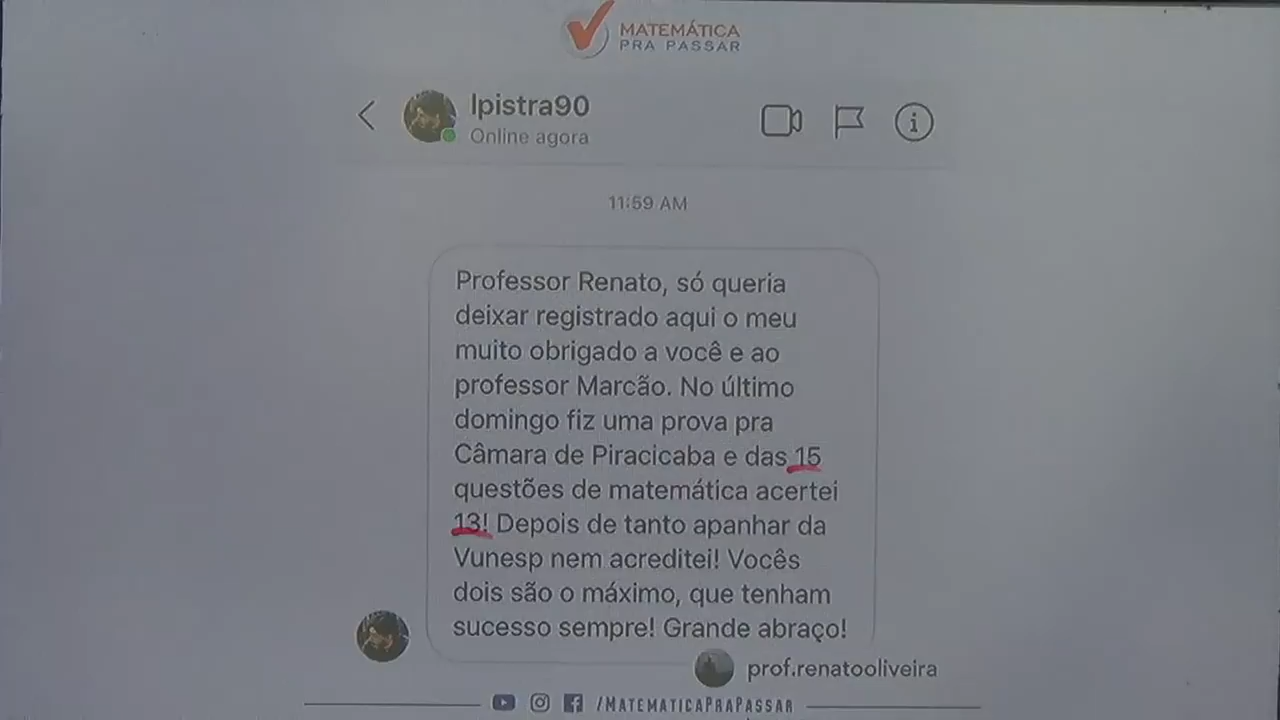 MATEMÁTICA
PRA PASSAR
lpistra90
Online agora
11:59 AM
Professor Renato, só queria
deixar registrado aqui o meu
muito obrigado a você e ao
professor Marcão. No último
domingo fiz uma prova pra
Câmara de Piracicaba e das 15
questões de matemática acertei
13! Depois de tanto apanhar da
Vunesp nem acreditei! Vocês
dois são o máximo, que tenham
sucesso sempre! Grande abraço!
prof.renatooliveira
/MATEMATICAPRAPASSAR